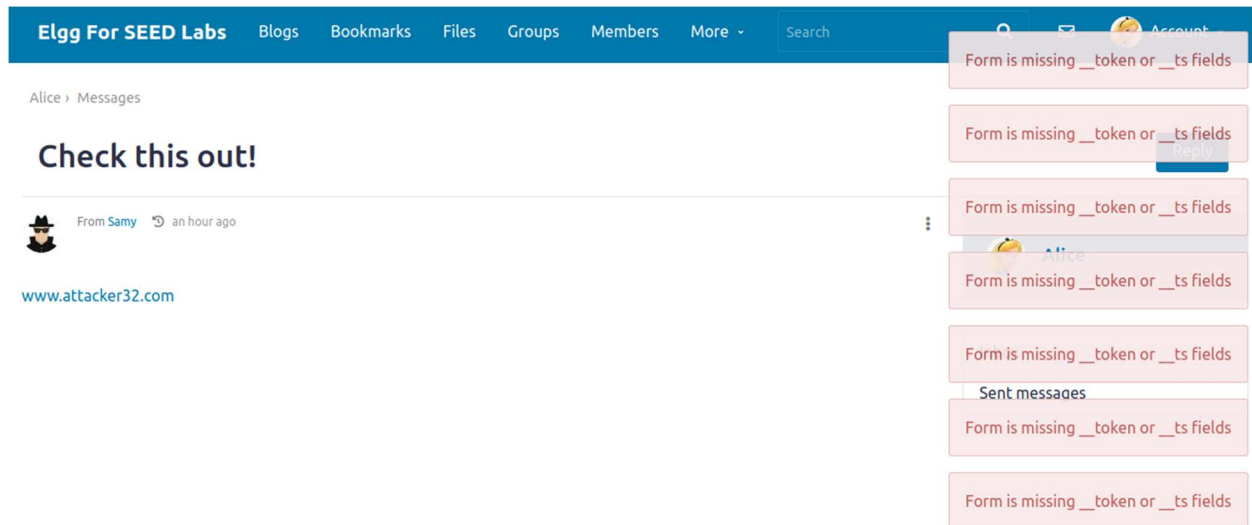 Elgg For SEED Labs Blogs Bookmarks Files Groups Members More Search Account
Form is missing __token or __ts fields
Alice › Messages
Form is missing __token or __ts fields
Check this out!
Reply
From Samy an hour ago
Form is missing __token or __ts fields
Alice
www.attacker32.com
Form is missing __token or __ts fields
Form is missing __token or __ts fields
Sent messages
Form is missing __token or __ts fields
Form is missing __token or __ts fields